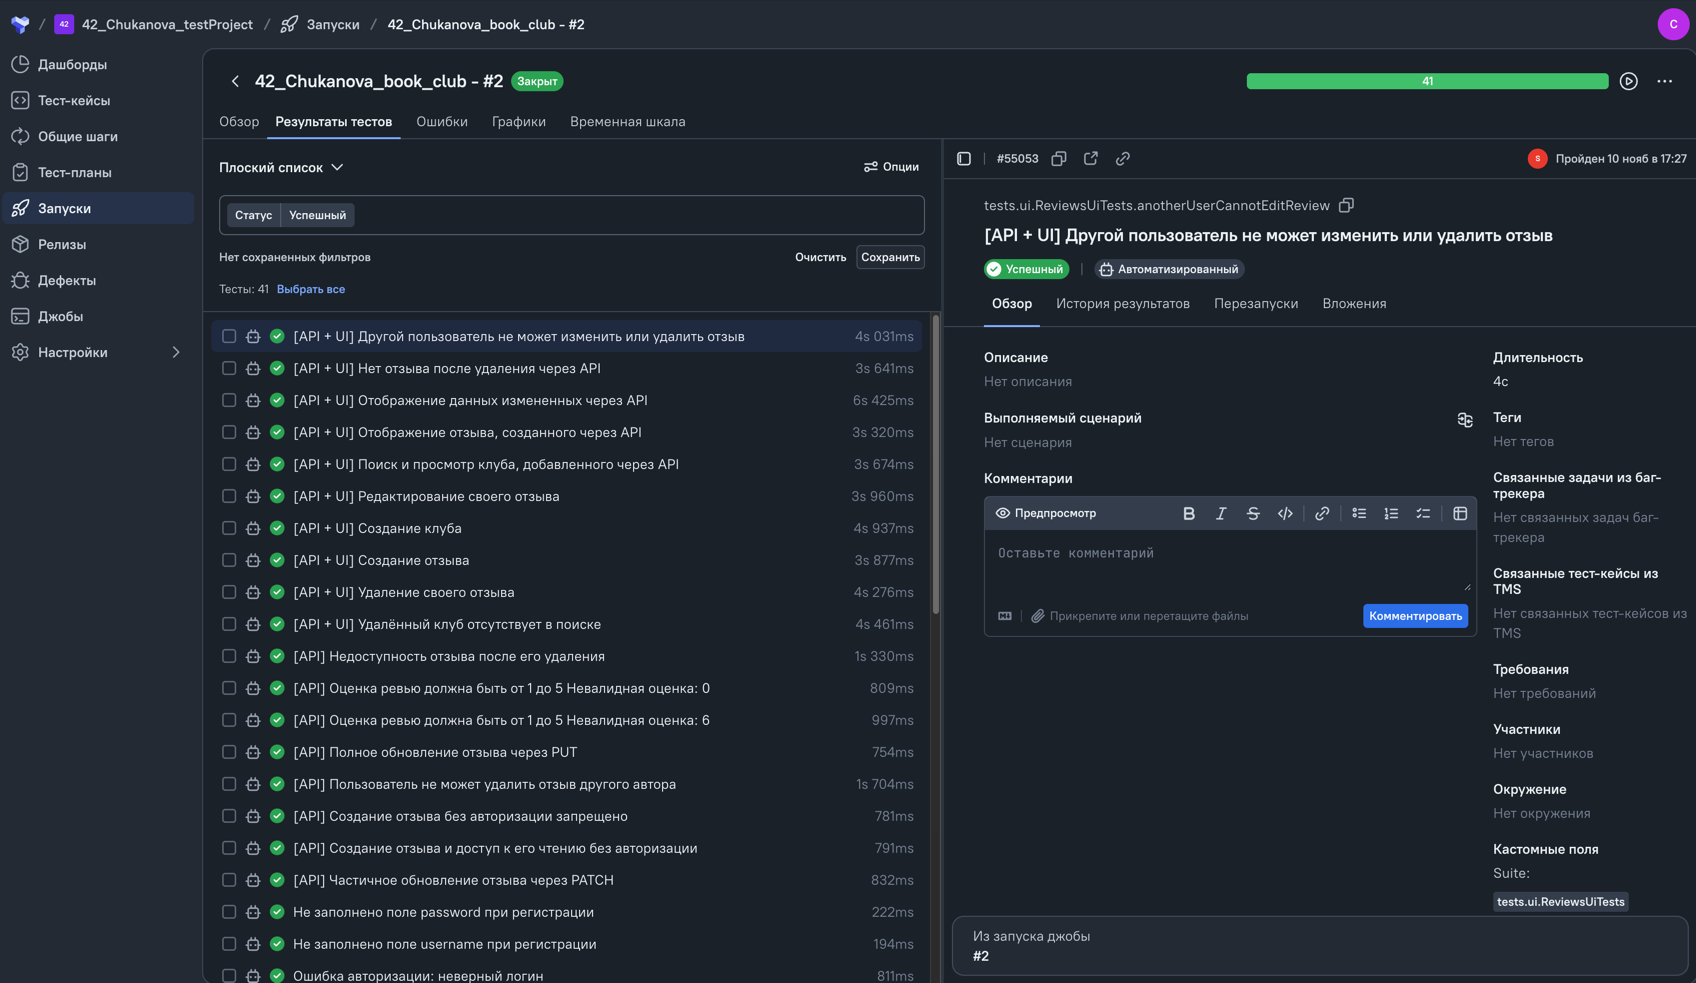 / 42 42_Chukanova_testProject / Запуски / 42_Chukanova_book_club - #2
C
Дашборды
Тест-кейсы
Общие шаги
Тест-планы
Запуски
Релизы
Дефекты
Джобы
Настройки
42_Chukanova_book_club - #2 Закрыт
41
Обзор Результаты тестов Ошибки Графики Временная шкала
Плоский список
Опции
Статус Успешный
Нет сохраненных фильтров
Очистить Сохранить
Тесты: 41 Выбрать все
[API + UI] Другой пользователь не может изменить или удалить отзыв 4s 031ms
[API + UI] Нет отзыва после удаления через API 3s 641ms
[API + UI] Отображение данных измененных через API 6s 425ms
[API + UI] Отображение отзыва, созданного через API 3s 320ms
[API + UI] Поиск и просмотр клуба, добавленного через API 3s 674ms
[API + UI] Редактирование своего отзыва 3s 960ms
[API + UI] Создание клуба 4s 937ms
[API + UI] Создание отзыва 3s 877ms
[API + UI] Удаление своего отзыва 4s 276ms
[API + UI] Удалённый клуб отсутствует в поиске 4s 461ms
[API] Недоступность отзыва после его удаления 1s 330ms
[API] Оценка ревью должна быть от 1 до 5 Невалидная оценка: 0 809ms
[API] Оценка ревью должна быть от 1 до 5 Невалидная оценка: 6 997ms
[API] Полное обновление отзыва через PUT 754ms
[API] Пользователь не может удалить отзыв другого автора 1s 704ms
[API] Создание отзыва без авторизации запрещено 781ms
[API] Создание отзыва и доступ к его чтению без авторизации 791ms
[API] Частичное обновление отзыва через PATCH 832ms
Не заполнено поле password при регистрации 222ms
Не заполнено поле username при регистрации 194ms
Ошибка авторизации: неверный логин 811ms
#55053
S Пройден 10 нояб в 17:27
tests.ui.ReviewsUiTests.anotherUserCannotEditReview
[API + UI] Другой пользователь не может изменить или удалить отзыв
Успешный Автоматизированный
Обзор История результатов Перезапуски Вложения
Описание
Нет описания
Выполняемый сценарий
Нет сценария
Комментарии
Предпросмотр
Оставьте комментарий
Прикрепите или перетащите файлы
Комментировать
Длительность
4с
Теги
Нет тегов
Связанные задачи из баг-
трекера
Нет связанных задач баг-
трекера
Связанные тест-кейсы из
TMS
Нет связанных тест-кейсов из
TMS
Требования
Нет требований
Участники
Нет участников
Окружение
Нет окружения
Кастомные поля
Suite:
tests.ui.ReviewsUiTests
Из запуска джобы
#2